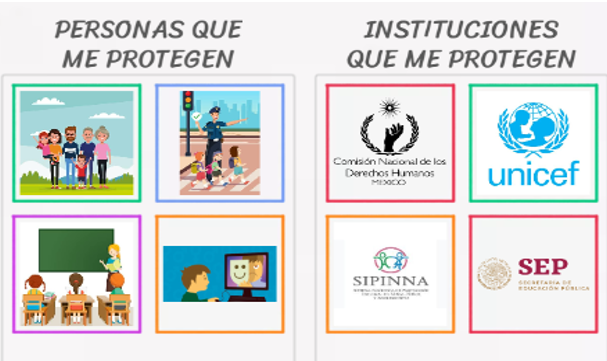 PERSONAS QUE
ME PROTEGEN
INSTITUCIONES
QUE ME PROTEGEN
Comisión Nacional de los
Derechos Humanos
MÉXICO
unicef
SIPINNA
SEP
SECRETARÍA DE
EDUCACIÓN PÚBLICA